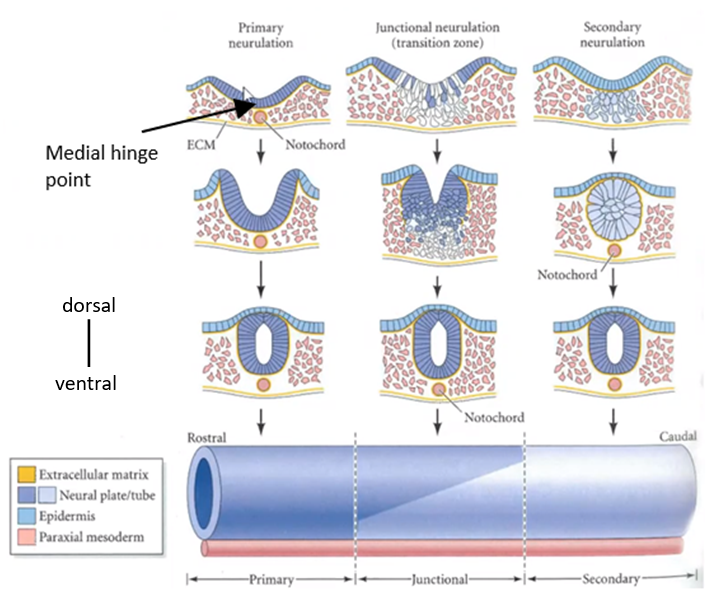 Primary
neurulation
Junctional neurulation
(transition zone)
Secondary
neurulation
ECM
Notochord
Medial hinge
point
Notochord
dorsal
ventral
Notochord
Rostral
Caudal
Extracellular matrix
Neural plate/tube
Epidermis
Paraxial mesoderm
Primary
Junctional
Secondary